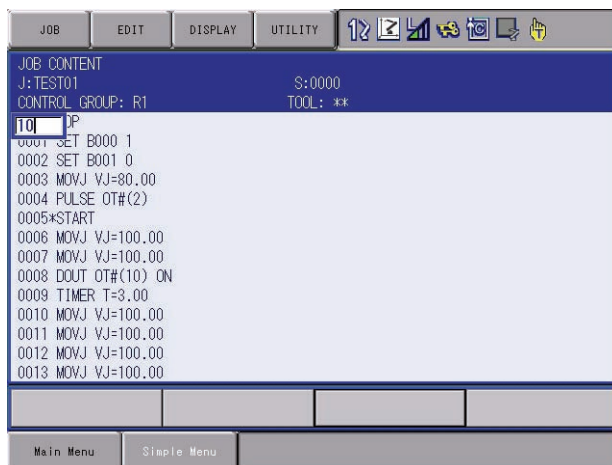 JOB EDIT DISPLAY UTILITY
JOB CONTENT
J:TEST01 S:0000
CONTROL GROUP: R1 TOOL: **
10 OP
0001 SET B000 1
0002 SET B001 0
0003 MOVJ VJ=80.00
0004 PULSE OT#(2)
0005*START
0006 MOVJ VJ=100.00
0007 MOVJ VJ=100.00
0008 DOUT OT#(10) ON
0009 TIMER T=3.00
0010 MOVJ VJ=100.00
0011 MOVJ VJ=100.00
0012 MOVJ VJ=100.00
0013 MOVJ VJ=100.00
Main Menu Simple Menu